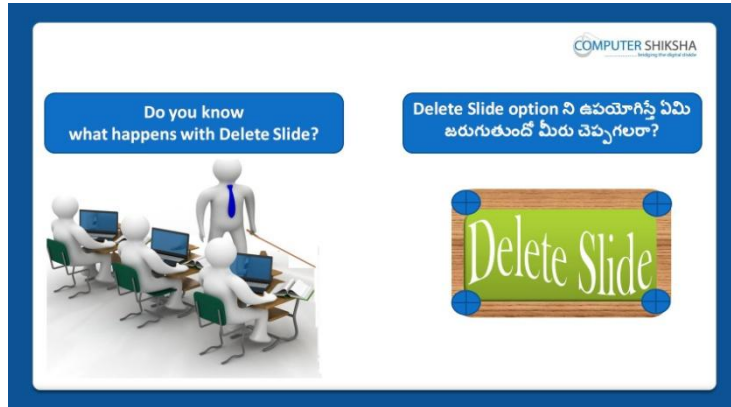 COMPUTER SHIKSHA
bridging the digital divide
Do you know
what happens with Delete Slide?
Delete Slide option ని ఉపయోగిస్తే ఏమి
జరుగుతుందో మీరు చెప్పగలరా?
Delete Slide